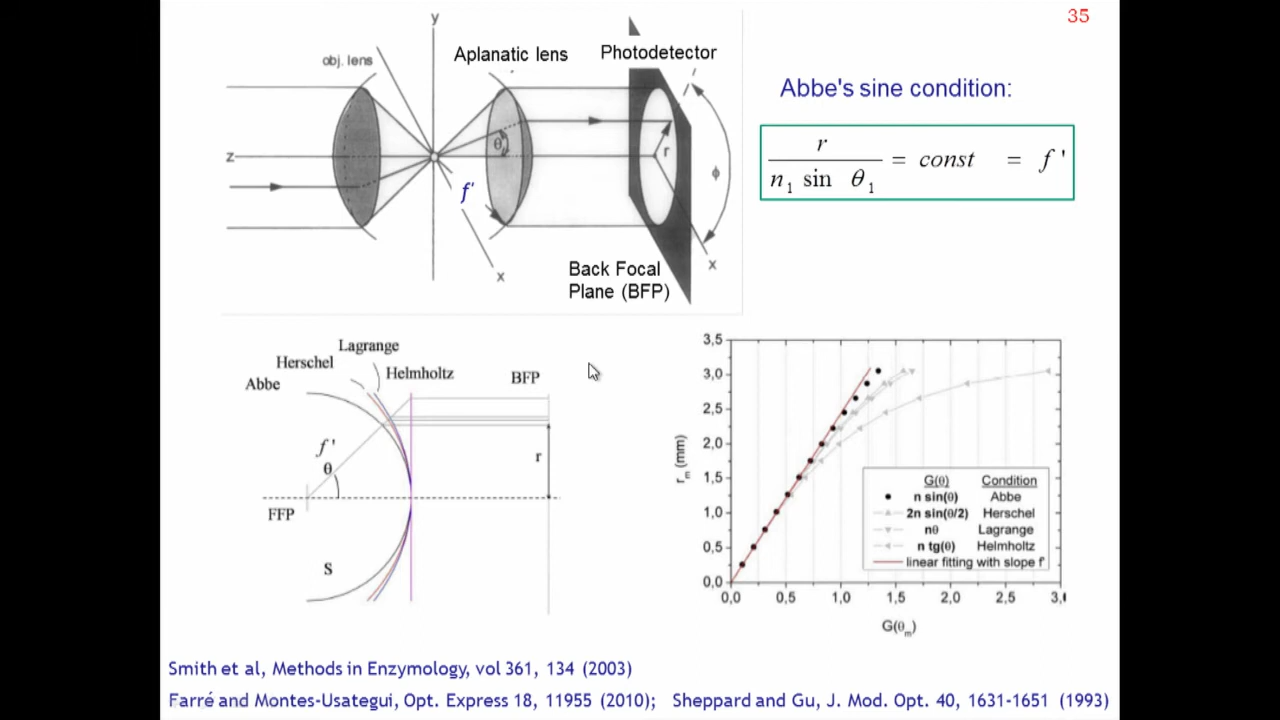 35
y
obj. lens
Aplanatic lens
Photodetector
z
θ
r
ϕ
f'
x
x
Back Focal
Plane (BFP)
Abbe's sine condition:
r / n₁ sin θ₁ = const = f '
Lagrange
Herschel
Helmholtz
BFP
Abbe
f '
θ
r
FFP
S
3,5
3,0
2,5
2,0
1,5
1,0
0,5
0,0
rₘ (mm)
0,0 0,5 1,0 1,5 2,0 2,5 3,0
G(θₘ)
G(θ) Condition
n sin(θ) Abbe
2n sin(θ/2) Herschel
nθ Lagrange
n tg(θ) Helmholtz
linear fitting with slope f'
Smith et al, Methods in Enzymology, vol 361, 134 (2003)
Farré and Montes-Usategui, Opt. Express 18, 11955 (2010); Sheppard and Gu, J. Mod. Opt. 40, 1631-1651 (1993)